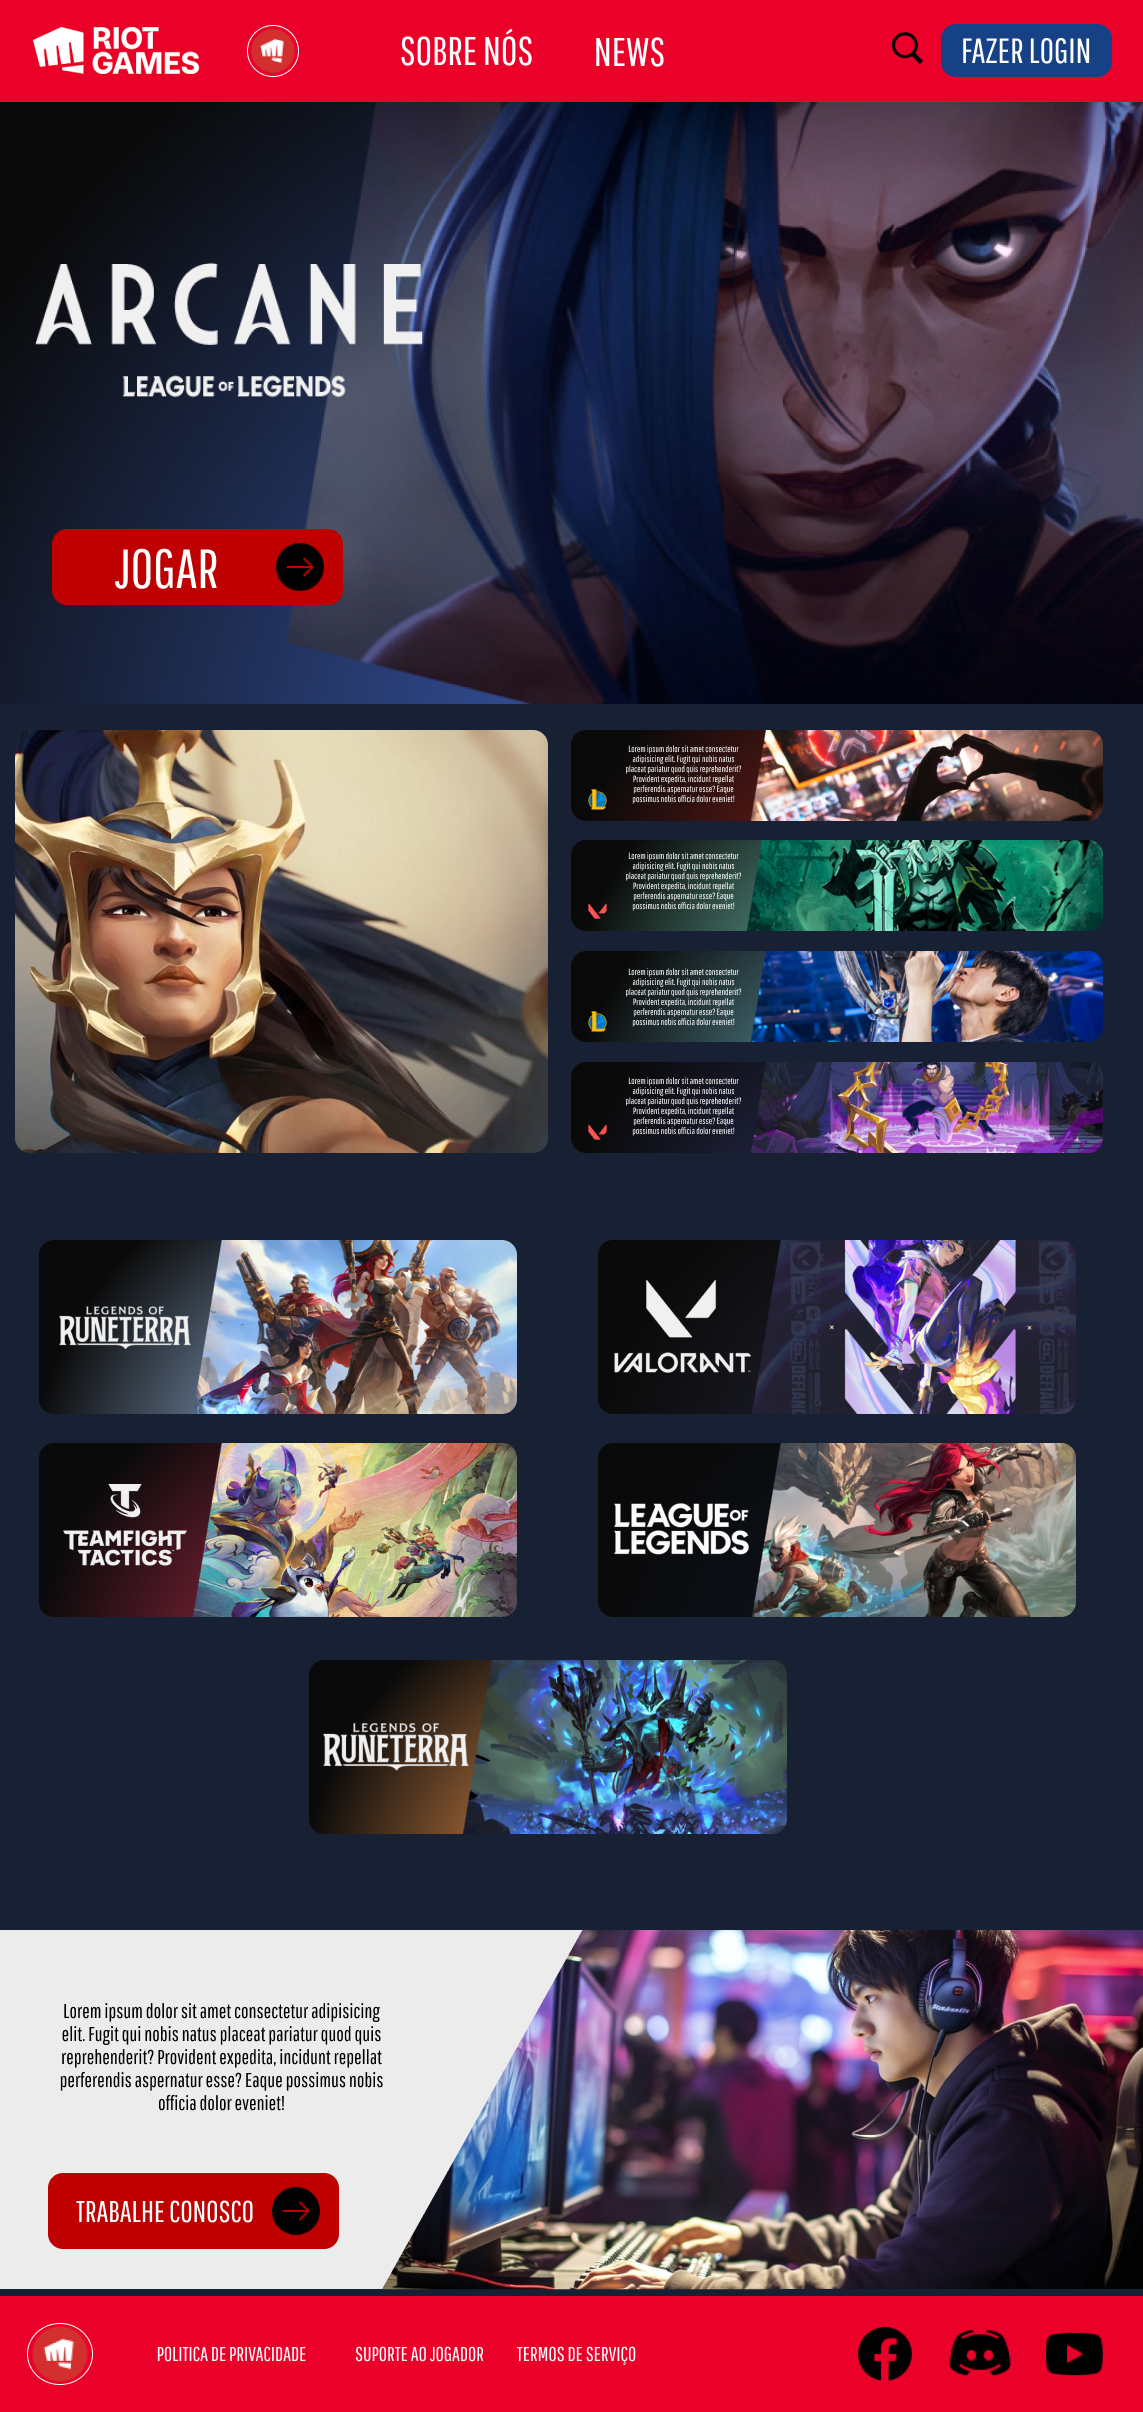 RIOT
GAMES
SOBRE NÓS
NEWS
FAZER LOGIN
ARCANE
LEAGUE OF LEGENDS
JOGAR
Lorem ipsum dolor sit amet consectetur
adipisicing elit. Fugit qui nobis natus
placeat pariatur quod quis reprehenderit?
Provident expedita, incidunt repellat
perferendis aspernatur esse? Eaque
possimus nobis officia dolor eveniet!
Lorem ipsum dolor sit amet consectetur
adipisicing elit. Fugit qui nobis natus
placeat pariatur quod quis reprehenderit?
Provident expedita, incidunt repellat
perferendis aspernatur esse? Eaque
possimus nobis officia dolor eveniet!
Lorem ipsum dolor sit amet consectetur
adipisicing elit. Fugit qui nobis natus
placeat pariatur quod quis reprehenderit?
Provident expedita, incidunt repellat
perferendis aspernatur esse? Eaque
possimus nobis officia dolor eveniet!
Lorem ipsum dolor sit amet consectetur
adipisicing elit. Fugit qui nobis natus
placeat pariatur quod quis reprehenderit?
Provident expedita, incidunt repellat
perferendis aspernatur esse? Eaque
possimus nobis officia dolor eveniet!
LEGENDS OF
RUNETERRA
VALORANT
TEAMFIGHT
TACTICS
LEAGUE OF
LEGENDS
LEGENDS OF
RUNETERRA
Lorem ipsum dolor sit amet consectetur adipisicing
elit. Fugit qui nobis natus placeat pariatur quod quis
reprehenderit? Provident expedita, incidunt repellat
perferendis aspernatur esse? Eaque possimus nobis
officia dolor eveniet!
TRABALHE CONOSCO
POLITICA DE PRIVACIDADE
SUPORTE AO JOGADOR
TERMOS DE SERVIÇO